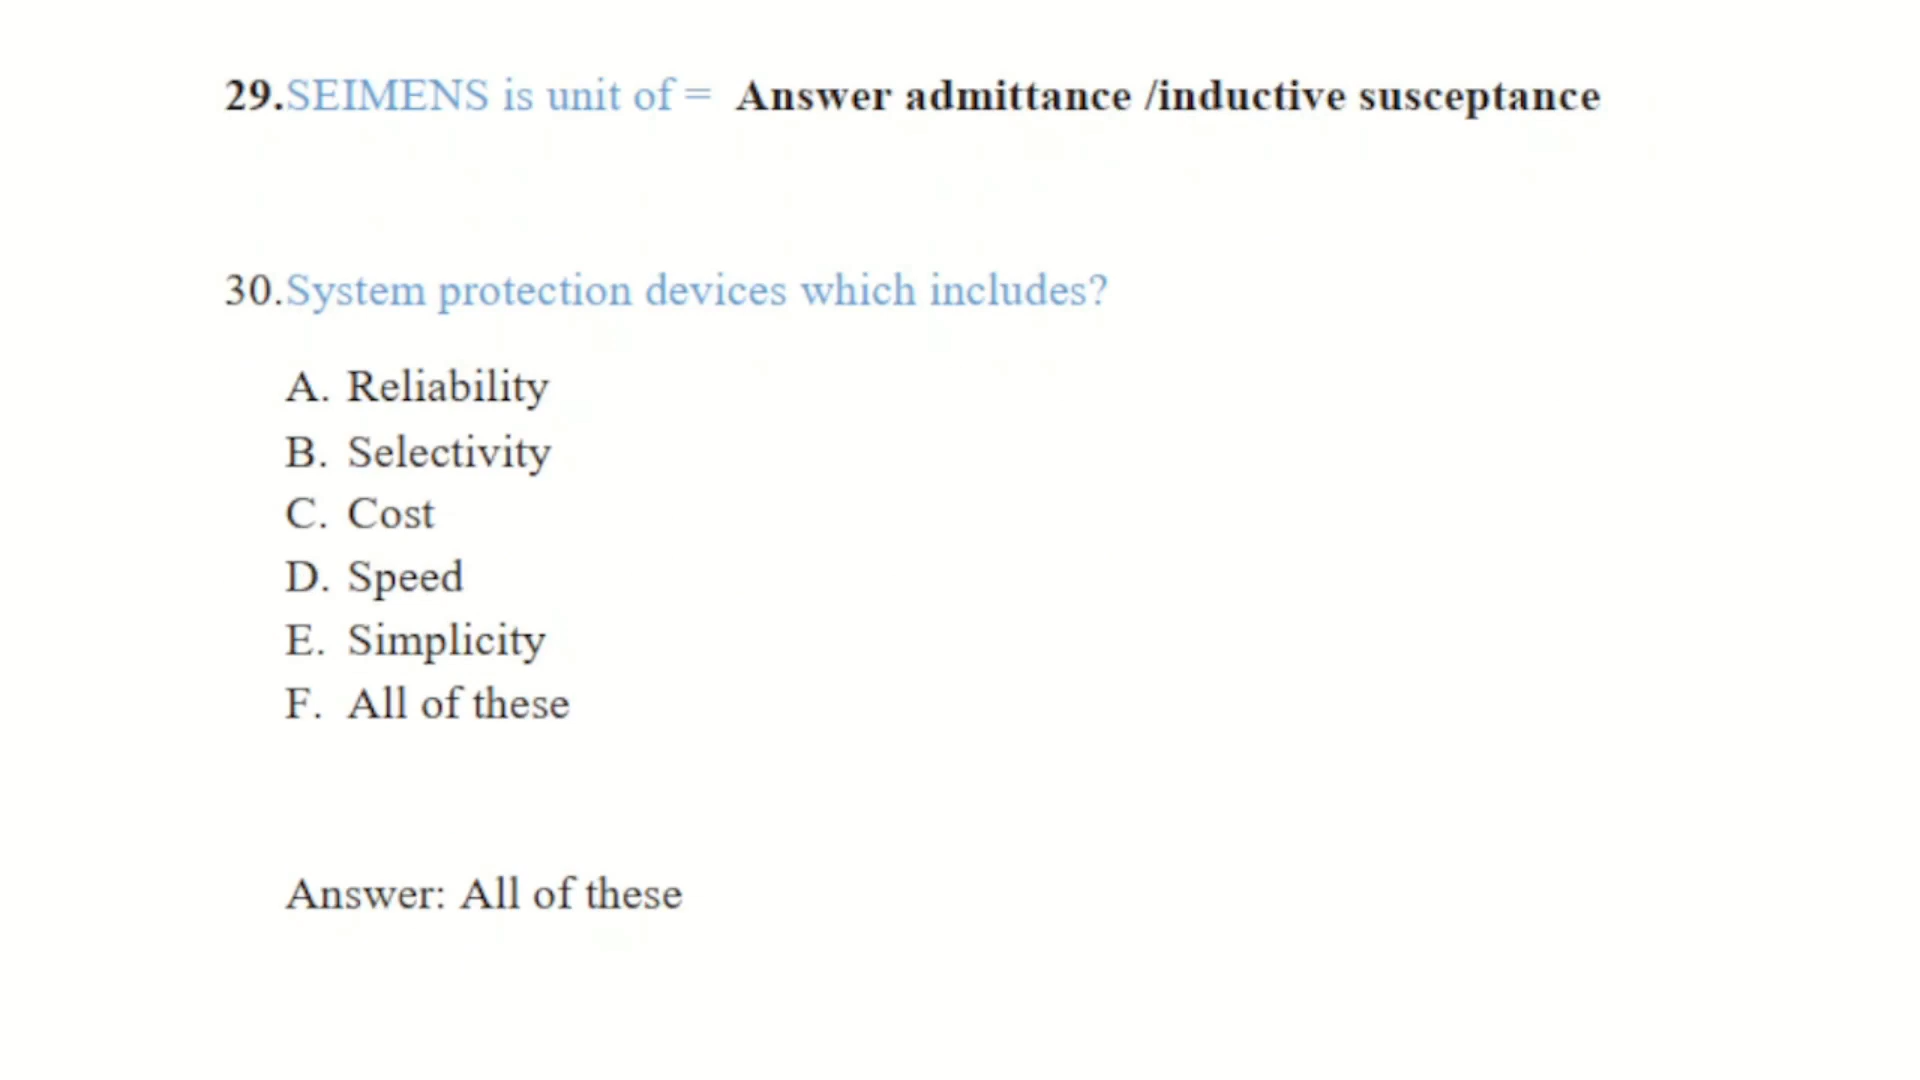 29.SEIMENS is unit of = Answer admittance /inductive susceptance
30.System protection devices which includes?
A. Reliability
B. Selectivity
C. Cost
D. Speed
E. Simplicity
F. All of these
Answer: All of these